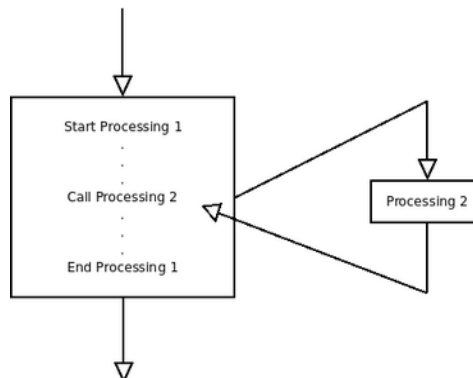 Start Processing 1
.
.
.
.
Call Processing 2
.
.
.
.
End Processing 1
Processing 2